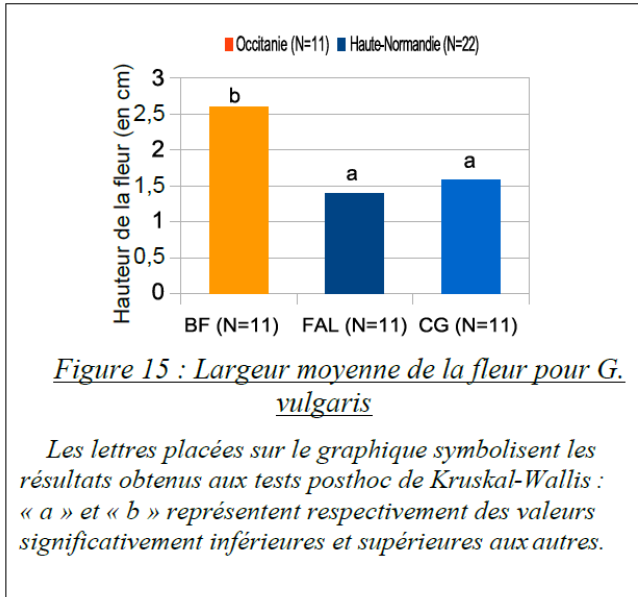 Occitanie (N=11) Haute-Normandie (N=22)
Hauteur de la fleur (en cm)
3
2,5
2
1,5
1
0,5
0
b
a
a
BF (N=11) FAL (N=11) CG (N=11)
Figure 15 : Largeur moyenne de la fleur pour G.
vulgaris
Les lettres placées sur le graphique symbolisent les
résultats obtenus aux tests posthoc de Kruskal-Wallis :
« a » et « b » représentent respectivement des valeurs
significativement inférieures et supérieures aux autres.